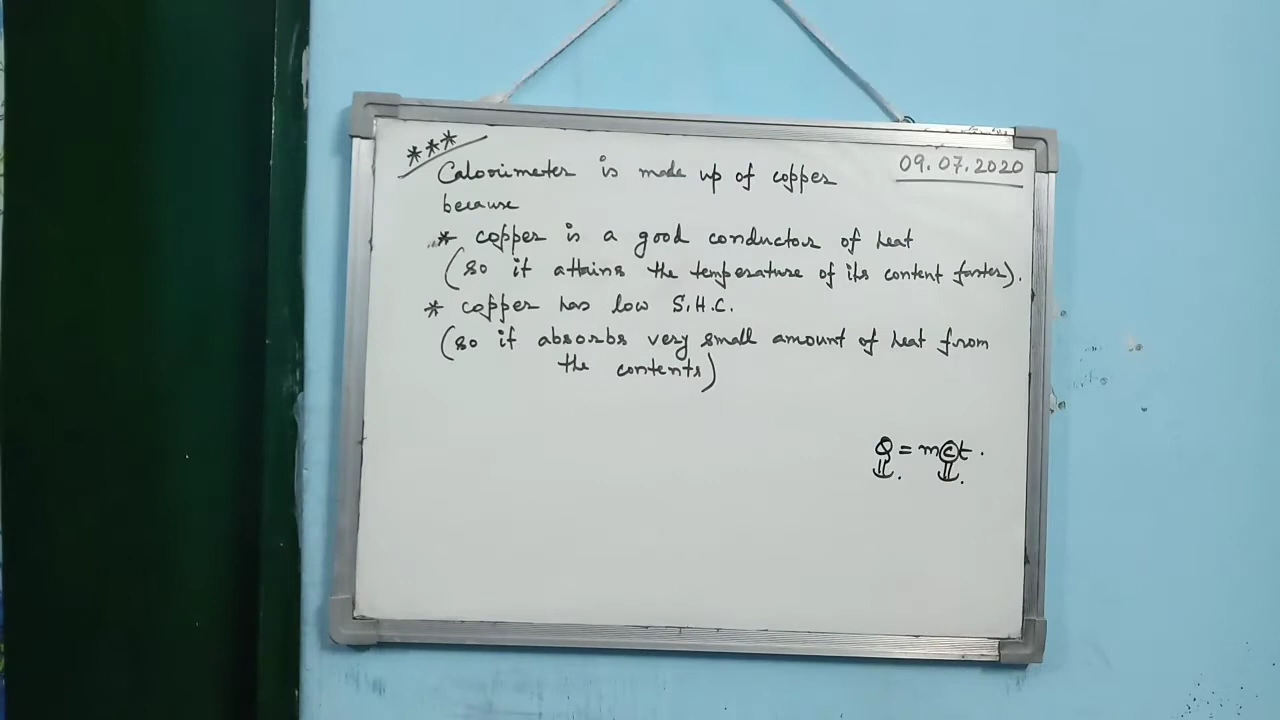 ***
09.07.2020
Calorimeter is made up of copper
because
* copper is a good conductor of heat
(so it attains the temperature of its content faster).
* copper has low S.H.C.
(so it absorbs very small amount of heat from
the contents)
Q = mct.